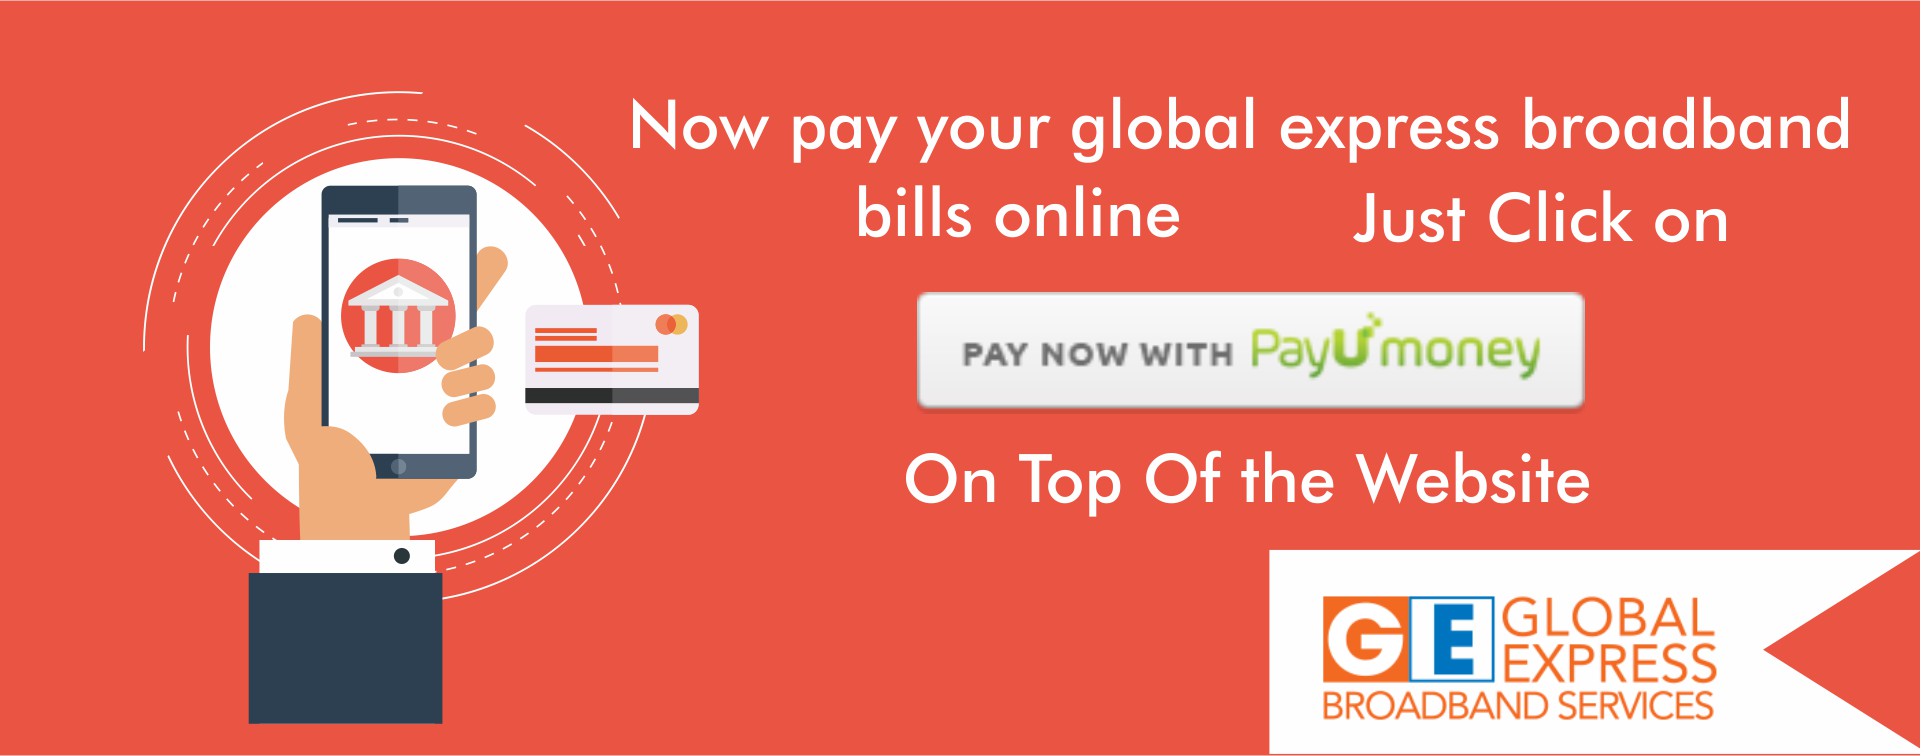 Now pay your global express broadband
bills online Just Click on
PAY NOW WITH PayUmoney
On Top Of the Website
GE GLOBAL
EXPRESS
BROADBAND SERVICES